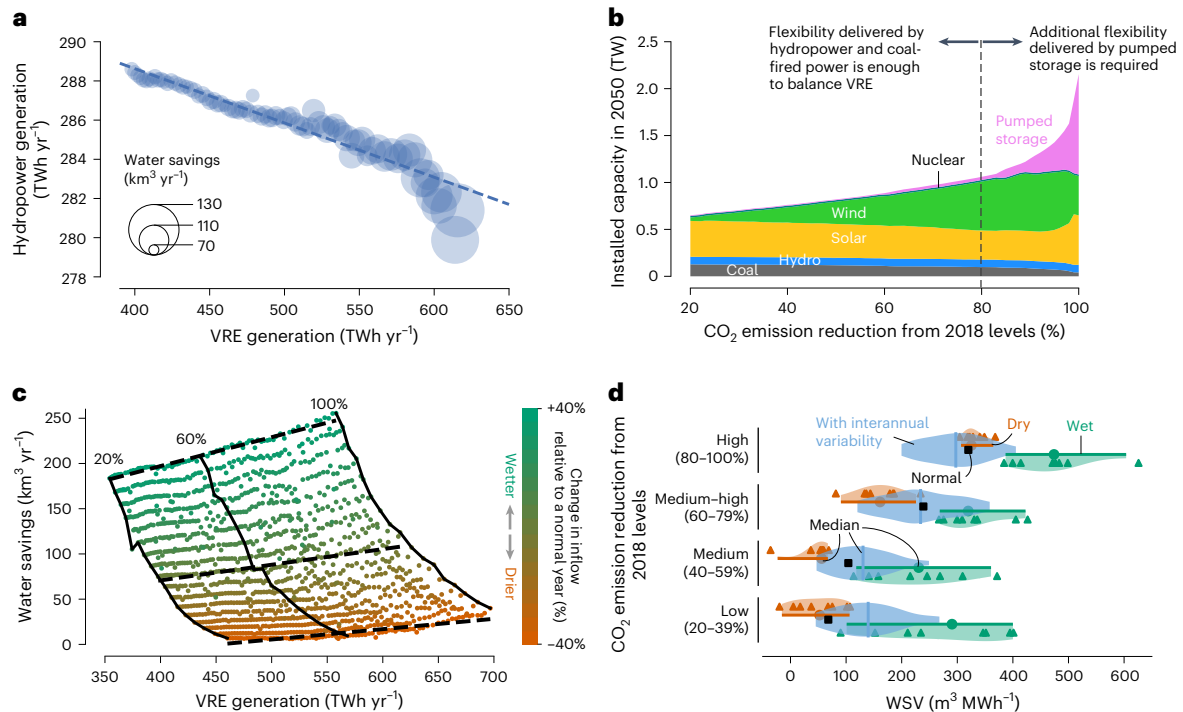 a
290
288
286
284
282
280
278
Hydropower generation
(TWh yr⁻¹)
Water savings
(km³ yr⁻¹)
130
110
70
400
450
500
550
600
650
VRE generation (TWh yr⁻¹)
b
Flexibility delivered by
hydropower and coal-
fired power is enough
to balance VRE
Additional flexibility
delivered by pumped
storage is required
2.5
2.0
1.5
1.0
0.5
0
Installed capacity in 2050 (TW)
Pumped
storage
Nuclear
Wind
Solar
Hydro
Coal
20
40
60
80
100
CO₂ emission reduction from 2018 levels (%)
c
250
200
150
100
50
0
Water savings (km³ yr⁻¹)
20%
60%
100%
350
400
450
500
550
600
650
700
VRE generation (TWh yr⁻¹)
+40%
–40%
Wetter
Drier
Change in inflow
relative to a normal year (%)
d
CO₂ emission reduction from
2018 levels
High
(80–100%)
Medium–high
(60–79%)
Medium
(40–59%)
Low
(20–39%)
With interannual
variability
Dry
Wet
Normal
Median
0
100
200
300
400
500
600
WSV (m³ MWh⁻¹)